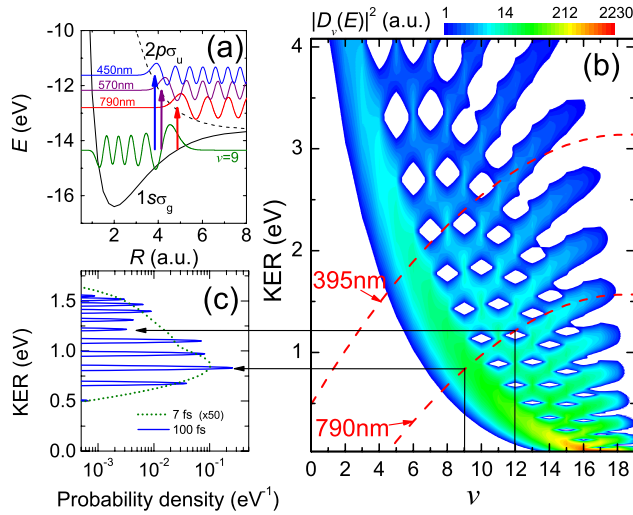 |D_v(E)|² (a.u.) 1 14 212 2230
(a)
2pσ_u
450nm
570nm
790nm
ν=9
1sσ_g
-10
-12
-14
-16
E (eV)
0 2 4 6 8
R (a.u.)
(b)
4
3
2
1
KER (eV)
395nm
790nm
0 2 4 6 8 10 12 14 16 18
ν
(c)
1.5
1.0
0.5
0.0
KER (eV)
7 fs (x50)
100 fs
10⁻³ 10⁻² 10⁻¹
Probability density (eV⁻¹)